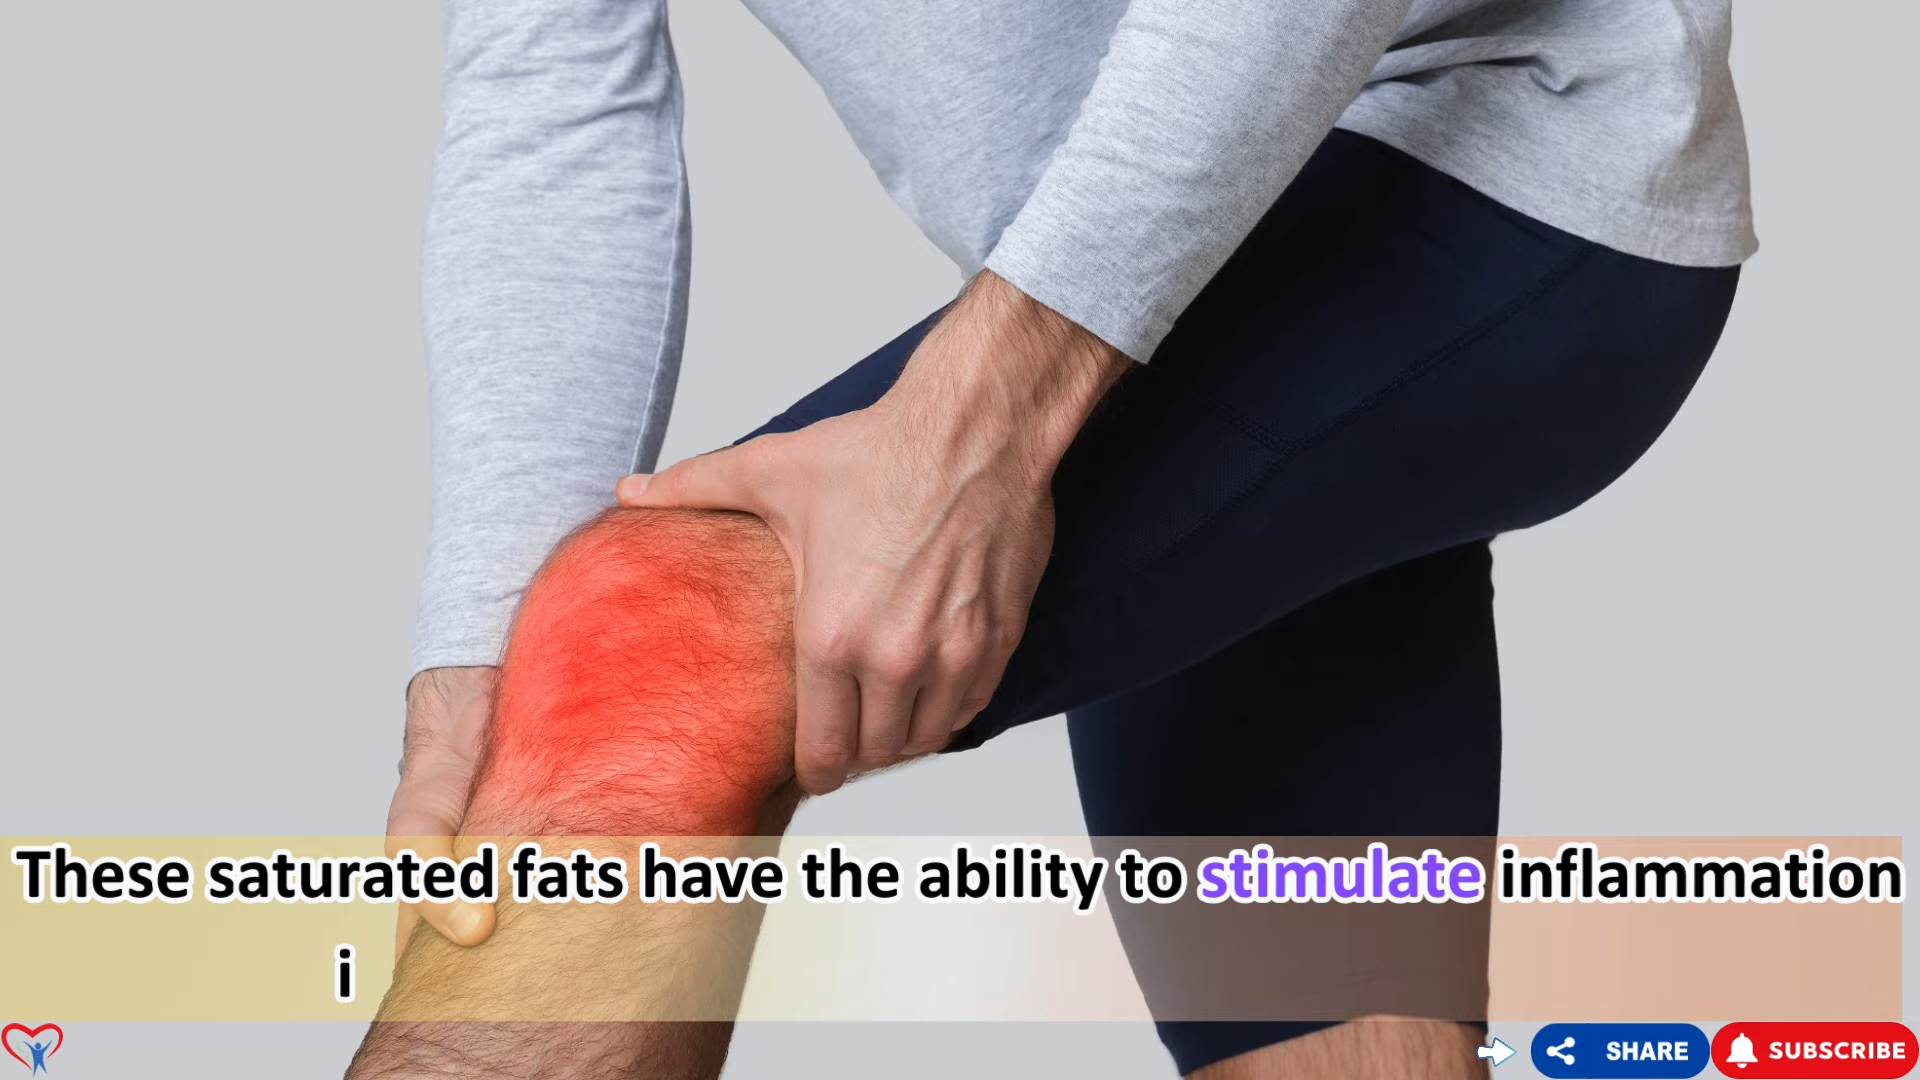 These saturated fats have the ability to stimulate inflammation
i
SHARE
SUBSCRIBE